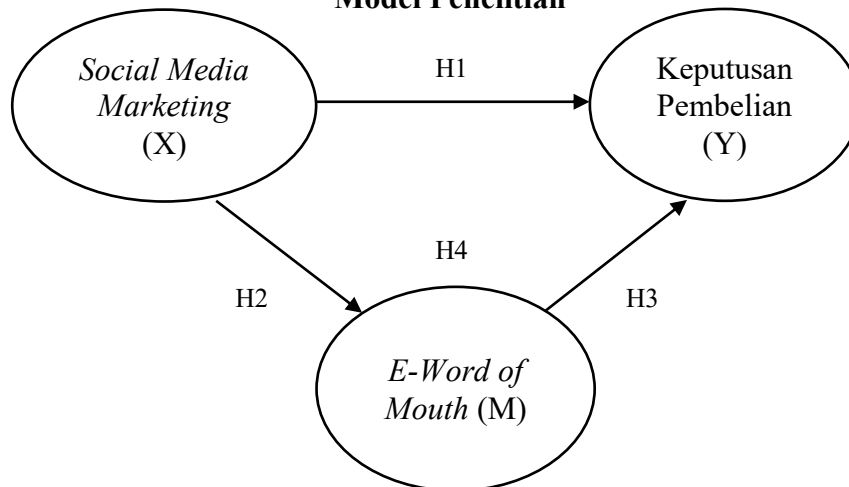 Model Penelitian
Social Media
Marketing
(X)
H1
Keputusan
Pembelian
(Y)
H4
H2
H3
E-Word of
Mouth (M)